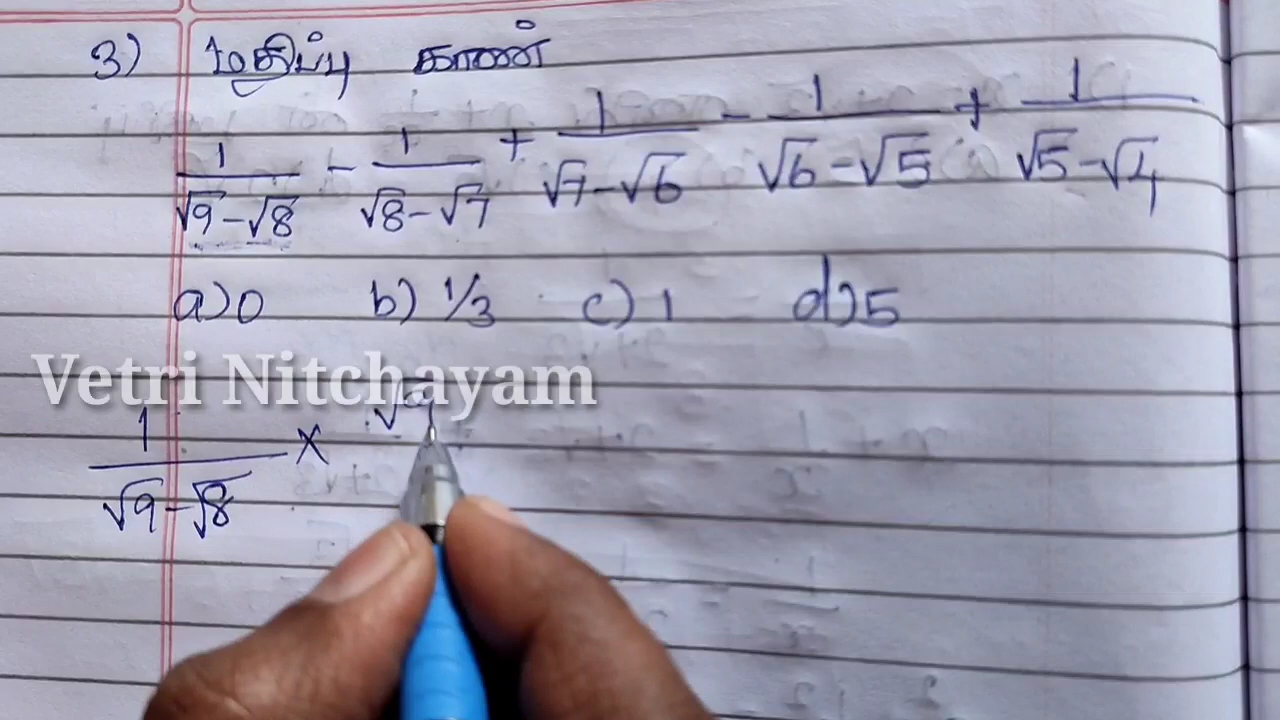 3) மதிப்பு காண்
1/(√9-√8) - 1/(√8-√7) + 1/(√7-√6) - 1/(√6-√5) + 1/(√5-√4)
a) 0 b) 1/3 c) 1 d) 5
Vetri Nitchayam
1/(√9-√8) × √9